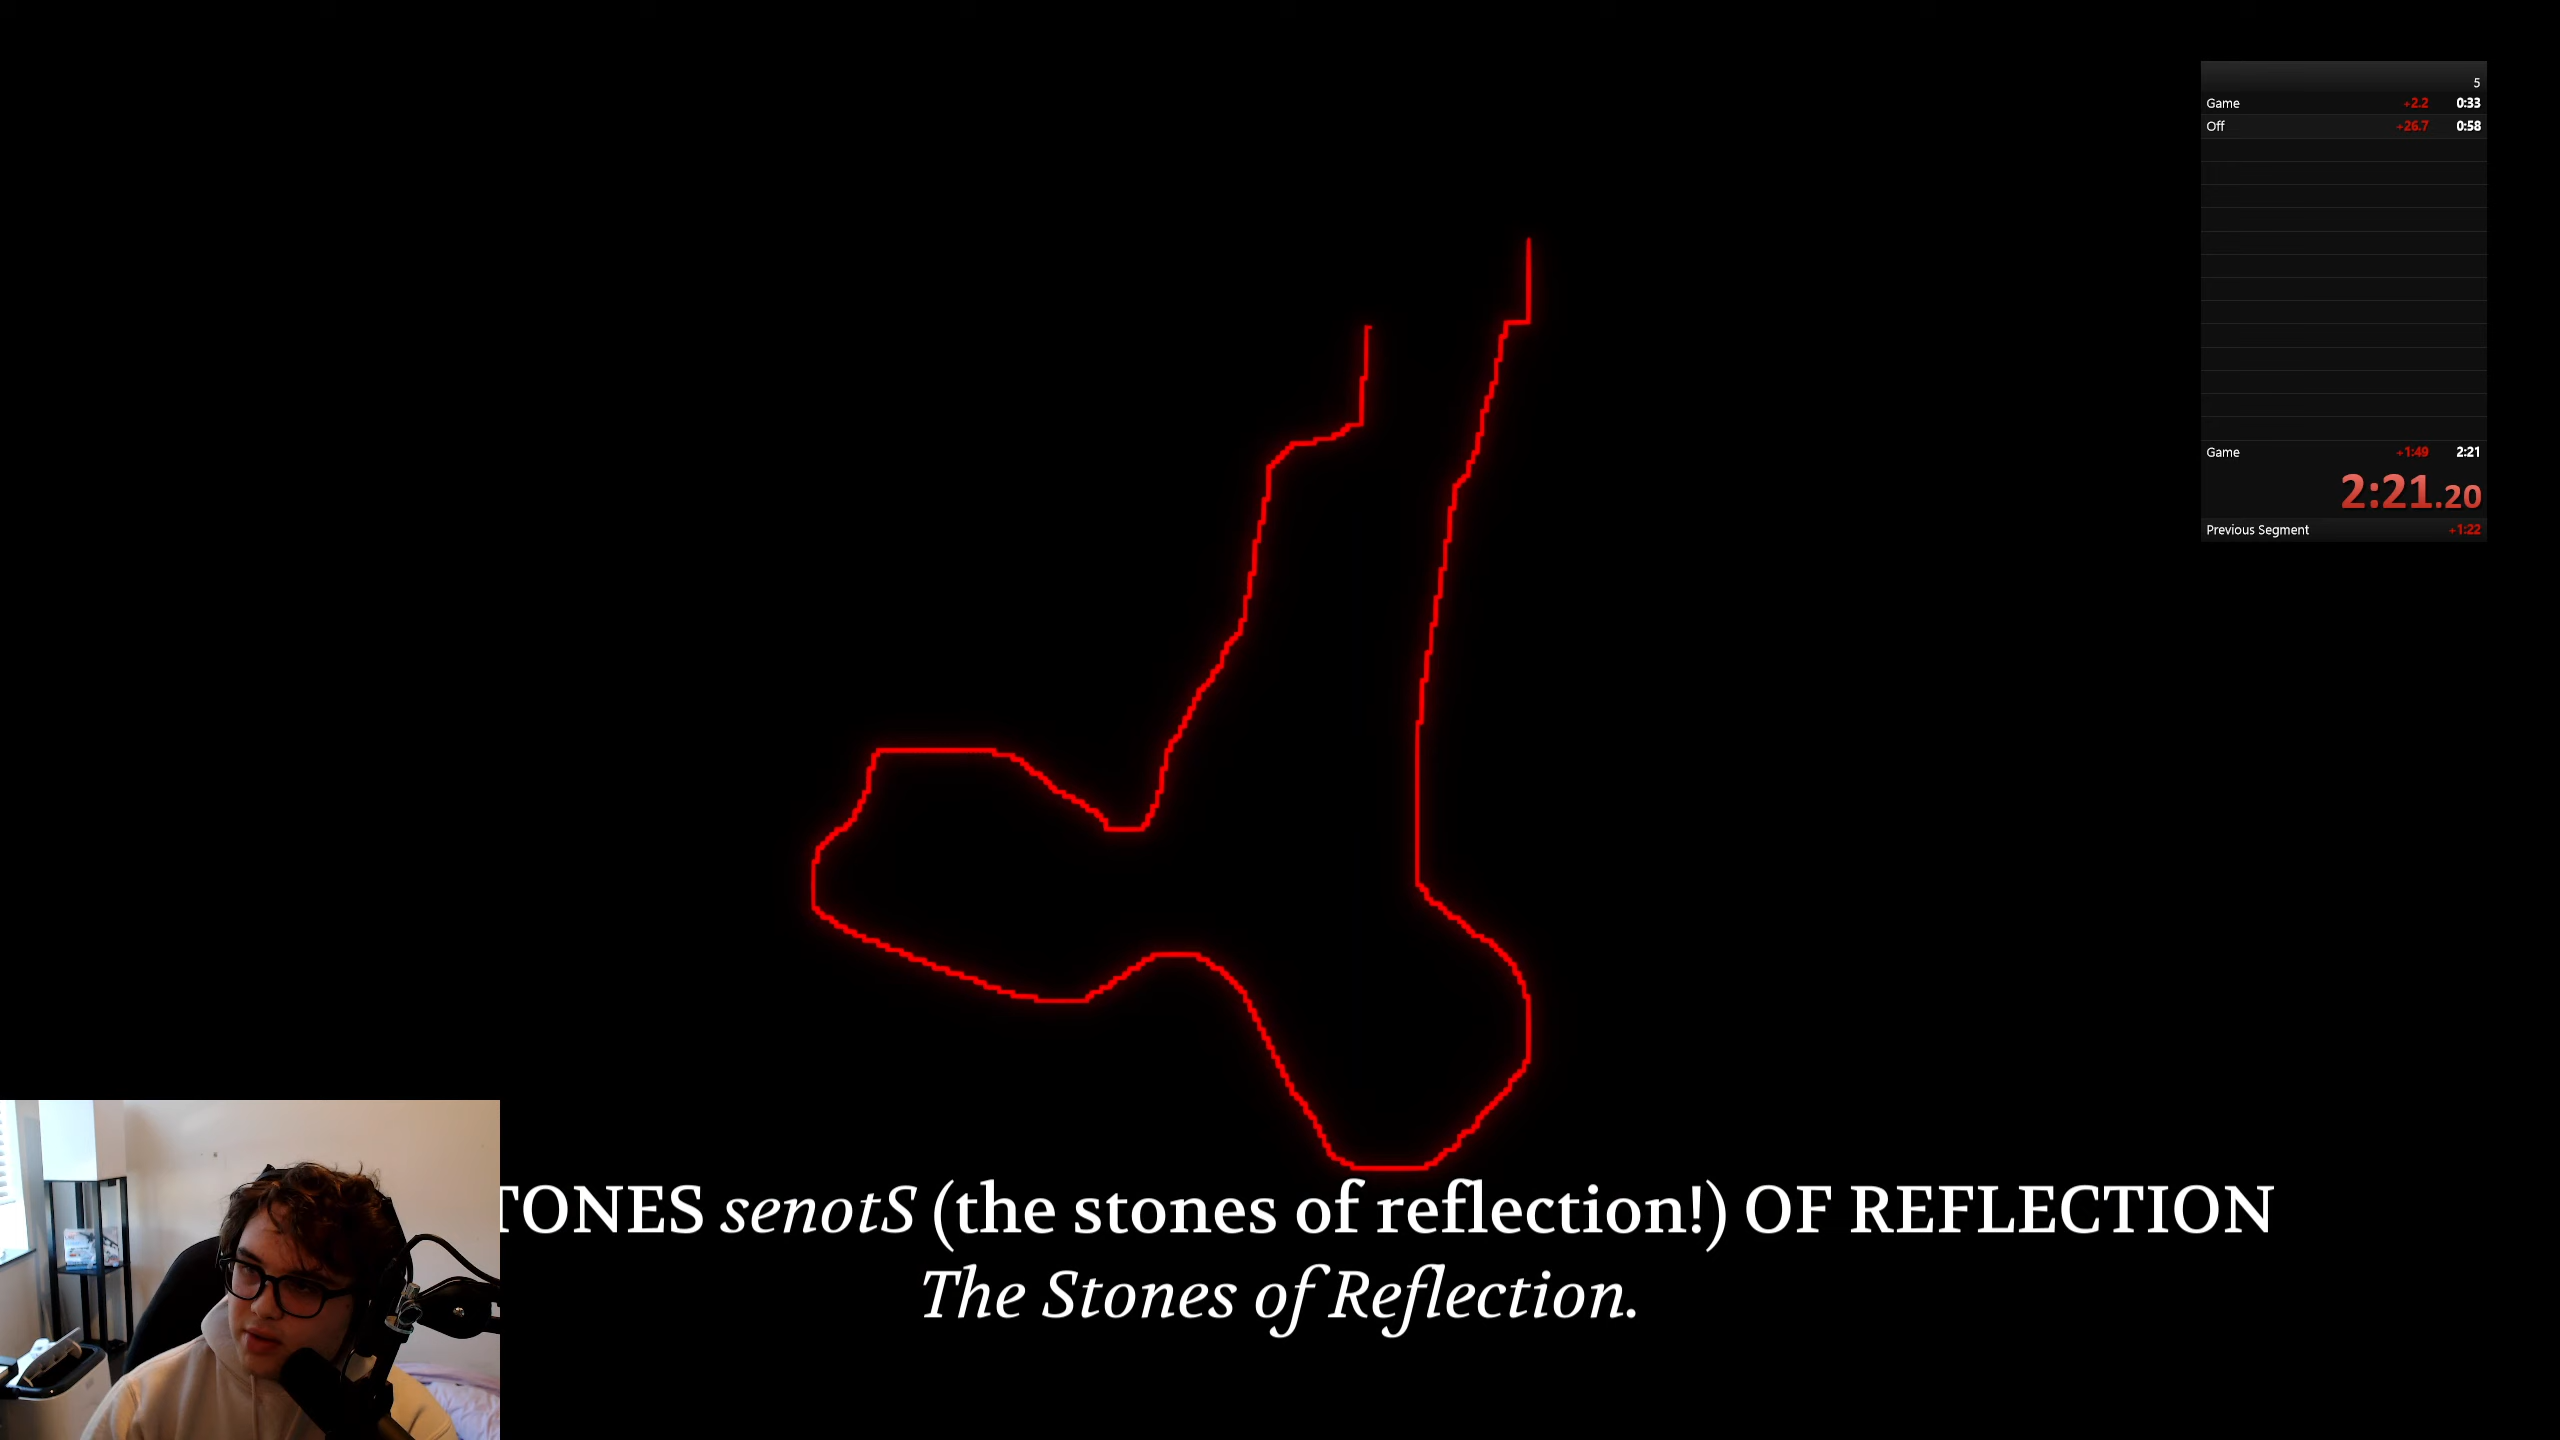 5
Game +2.2 0:33
Off +26.7 0:58
Game +1:49 2:21
2:21.20
Previous Segment +1:22
TONES senotS (the stones of reflection!) OF REFLECTION
The Stones of Reflection.